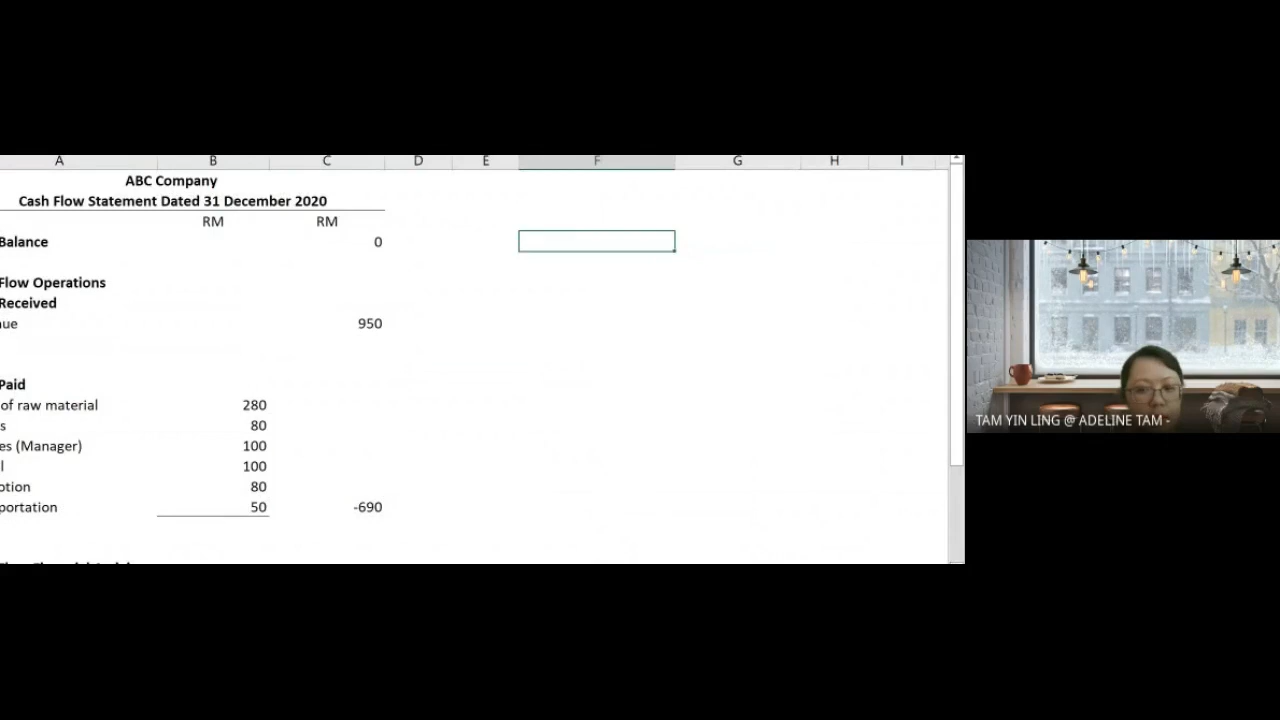 A B C D E F G H I
ABC Company
Cash Flow Statement Dated 31 December 2020
RM RM
Balance 0
Flow Operations
Received
nue 950
Paid
of raw material 280
s 80
es (Manager) 100
l 100
otion 80
portation 50 -690
TAM YIN LING @ ADELINE TAM -